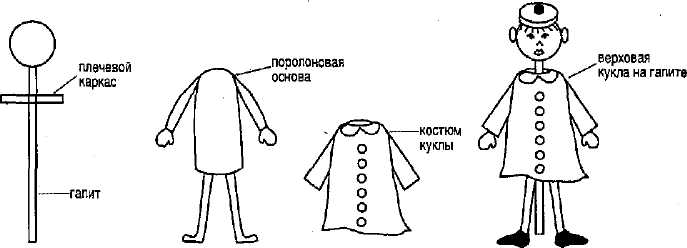 плечевой
каркас
гапит
поролоновая
основа
костюм
куклы
верховая
кукла на гапите